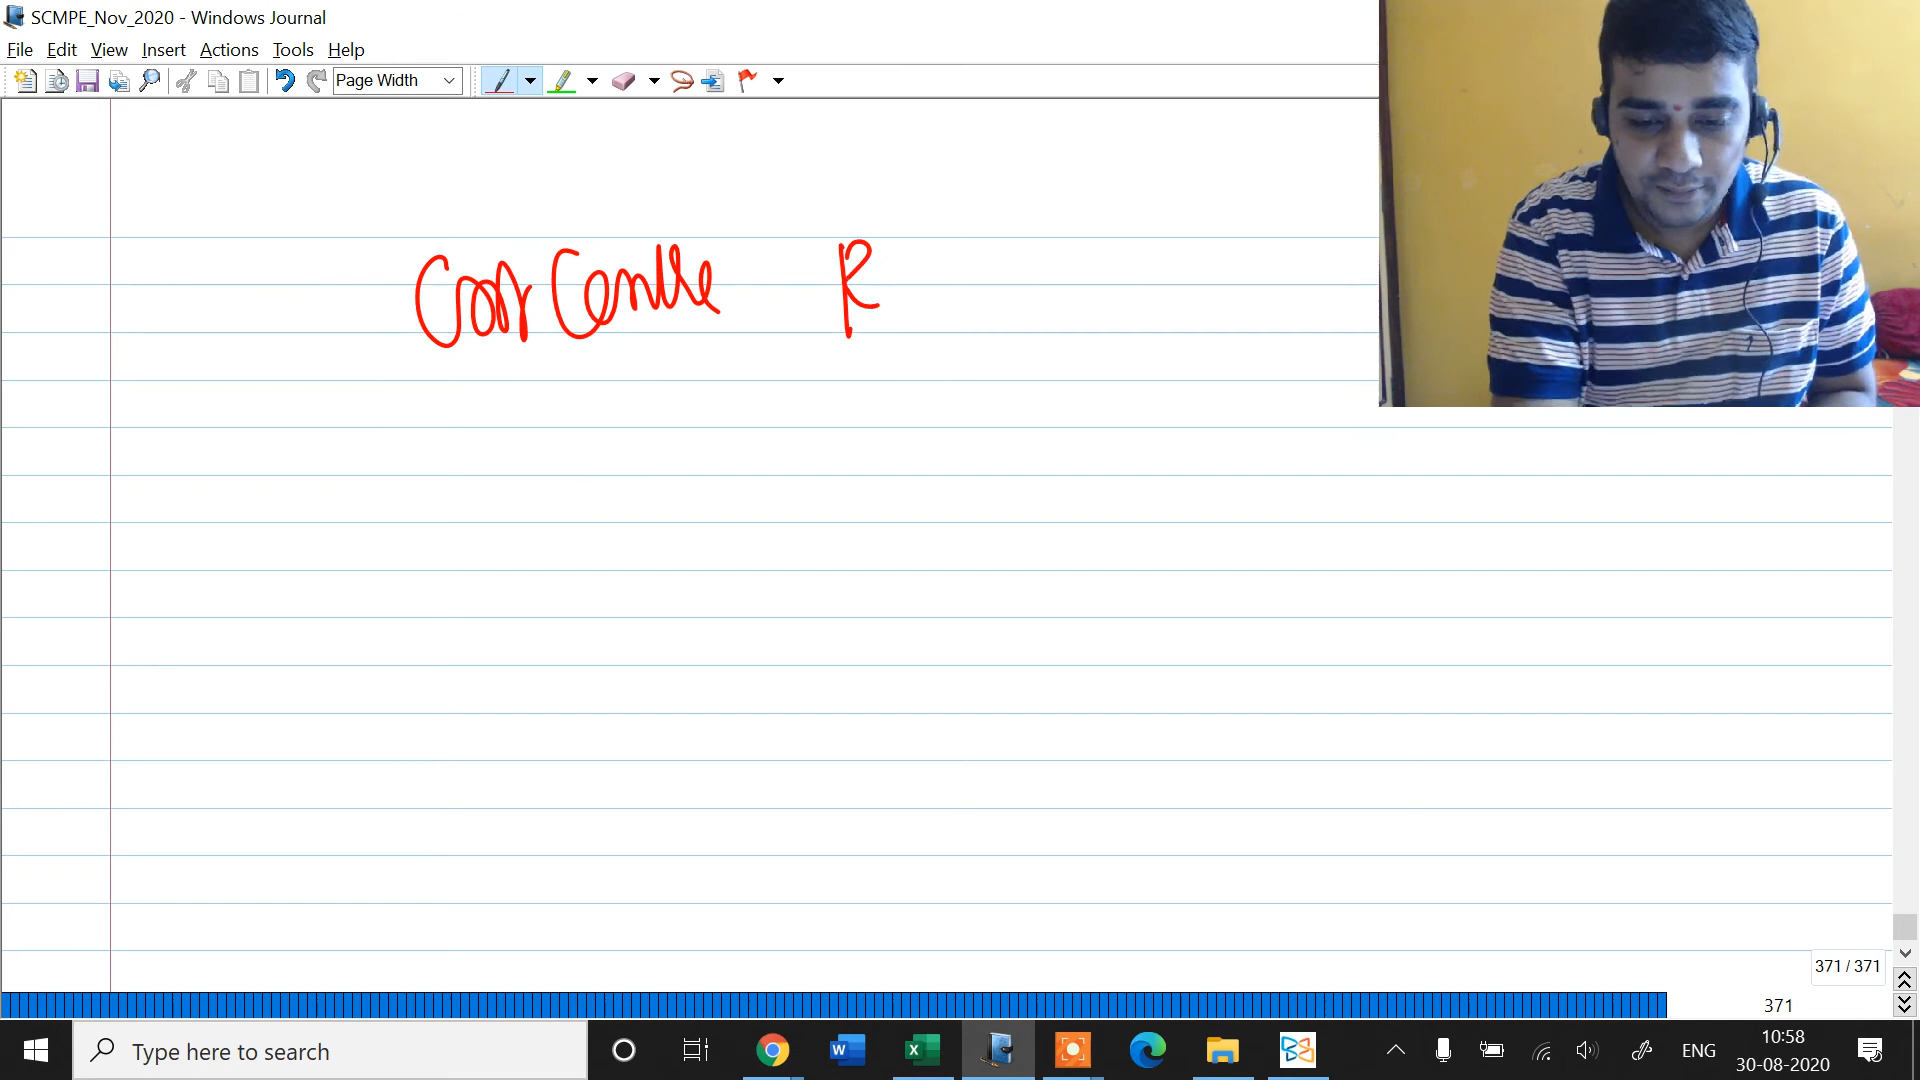 SCMPE_Nov_2020 - Windows Journal
File Edit View Insert Actions Tools Help
Page Width
Cost Centre R
371 / 371
371
Type here to search
ENG
10:58
30-08-2020